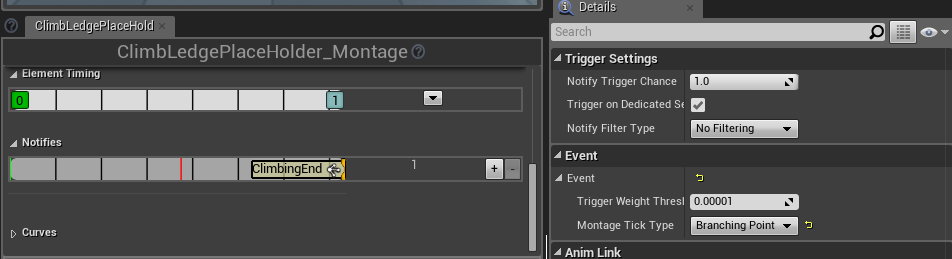 ClimbLedgePlaceHold
ClimbLedgePlaceHolder_Montage
Element Timing
0 1
Notifies
ClimbingEnd 1 + -
Curves
Details
Search
Trigger Settings
Notify Trigger Chance 1.0
Trigger on Dedicated Se
Notify Filter Type No Filtering
Event
Event
Trigger Weight Thresl 0.00001
Montage Tick Type Branching Point
Anim Link